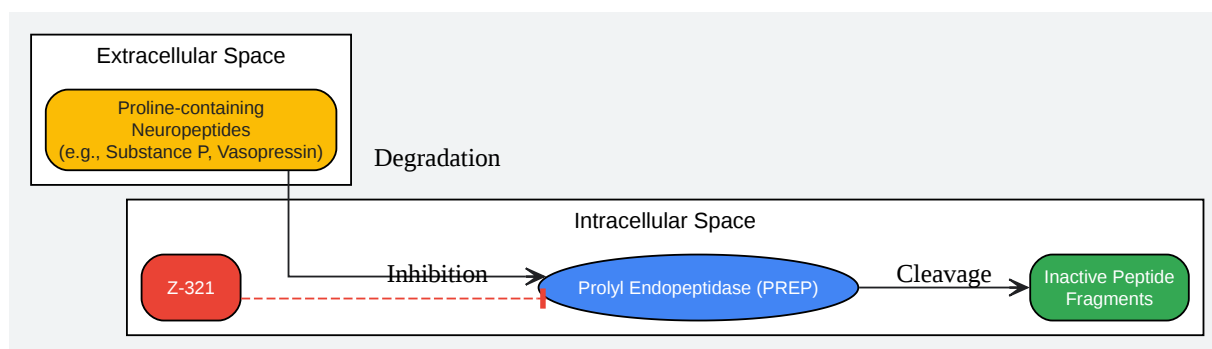 Extracellular Space
Proline-containing
Neuropeptides
(e.g., Substance P, Vasopressin)
Degradation
Intracellular Space
Z-321
Inhibition
Prolyl Endopeptidase (PREP)
Cleavage
Inactive Peptide
Fragments